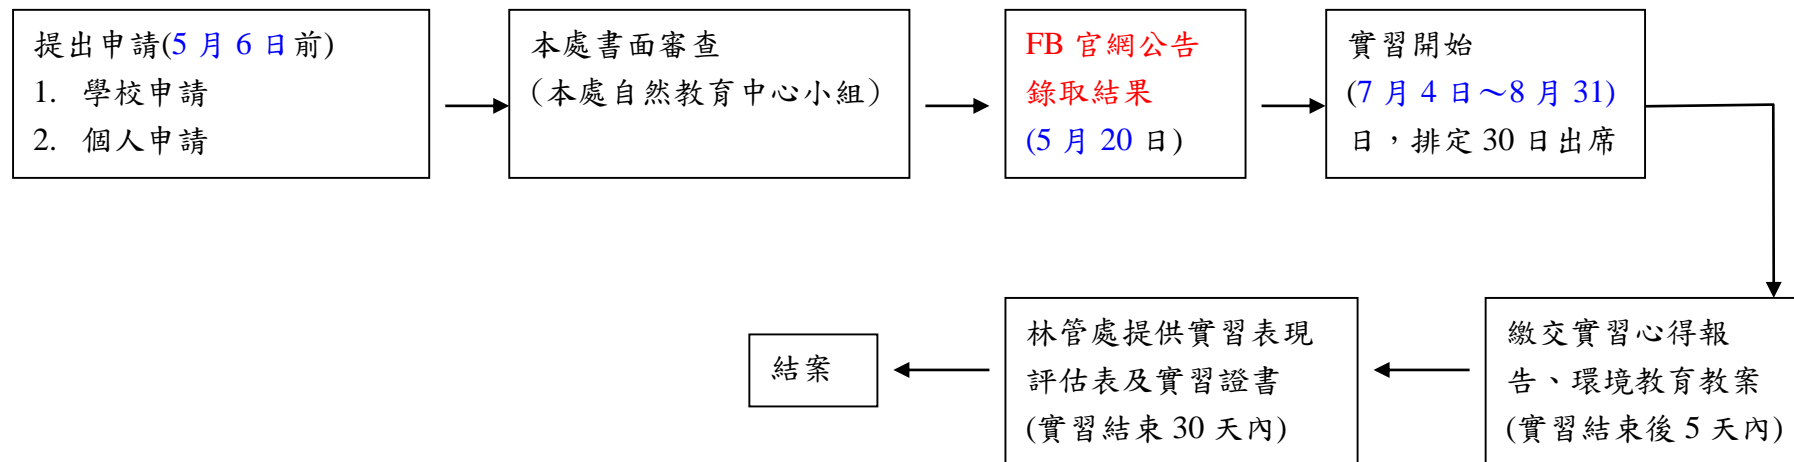 提出申請(5 月 6 日前)
1. 學校申請
2. 個人申請
本處書面審查
（本處自然教育中心小組）
FB 官網公告
錄取結果
(5 月 20 日)
實習開始
(7 月 4 日～8 月 31)
日，排定 30 日出席
繳交實習心得報
告、環境教育教案
(實習結束後 5 天內)
林管處提供實習表現
評估表及實習證書
(實習結束 30 天內)
結案